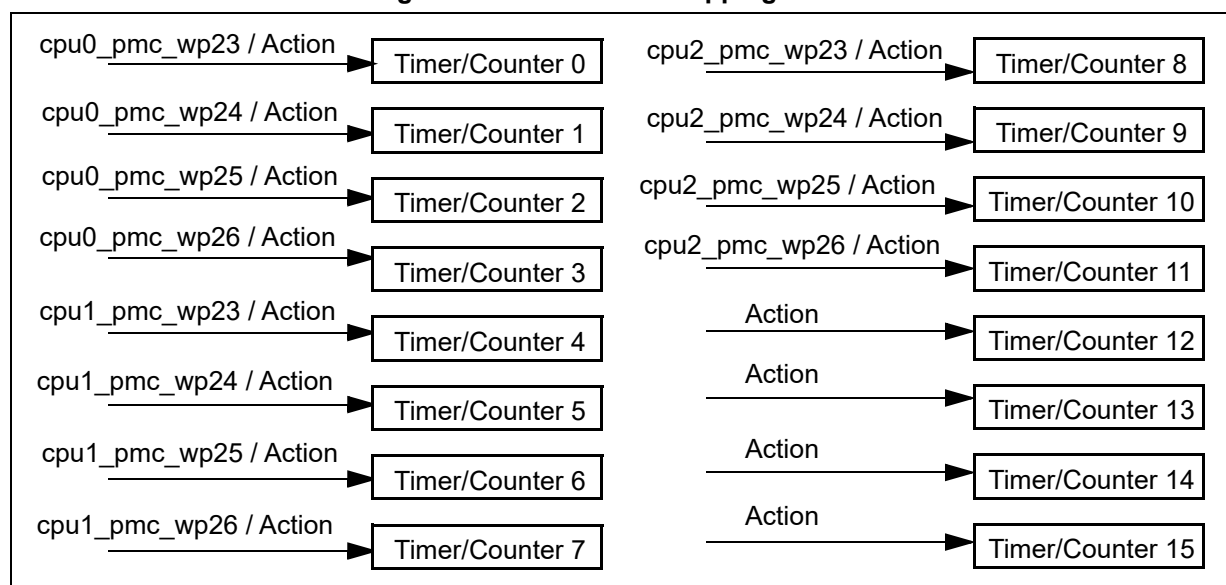 cpu0_pmc_wp23 / Action
Timer/Counter 0
cpu0_pmc_wp24 / Action
Timer/Counter 1
cpu0_pmc_wp25 / Action
Timer/Counter 2
cpu0_pmc_wp26 / Action
Timer/Counter 3
cpu1_pmc_wp23 / Action
Timer/Counter 4
cpu1_pmc_wp24 / Action
Timer/Counter 5
cpu1_pmc_wp25 / Action
Timer/Counter 6
cpu1_pmc_wp26 / Action
Timer/Counter 7
cpu2_pmc_wp23 / Action
Timer/Counter 8
cpu2_pmc_wp24 / Action
Timer/Counter 9
cpu2_pmc_wp25 / Action
Timer/Counter 10
cpu2_pmc_wp26 / Action
Timer/Counter 11
Action
Timer/Counter 12
Action
Timer/Counter 13
Action
Timer/Counter 14
Action
Timer/Counter 15